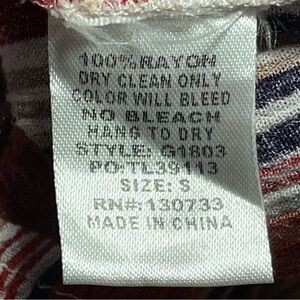 100% RAYON
DRY CLEAN ONLY
COLOR WILL BLEED
NO BLEACH
HANG TO DRY
STYLE: G1803
PO:TL39113
SIZE: S
RN#:130733
MADE IN CHINA